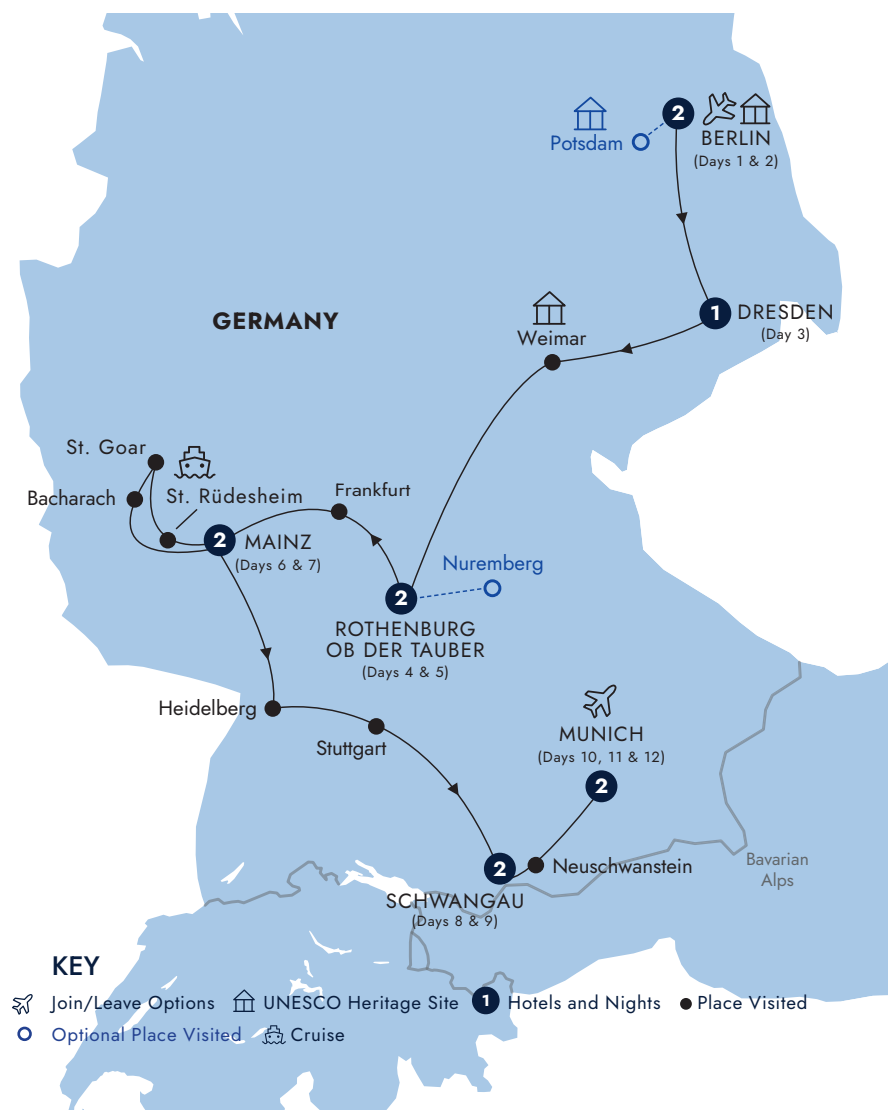 2
BERLIN
(Days 1 & 2)
Potsdam
1
DRESDEN
(Day 3)
Weimar
GERMANY
St. Goar
Bacharach
St. Rüdesheim
Frankfurt
2
MAINZ
(Days 6 & 7)
Nuremberg
2
ROTHENBURG
OB DER TAUBER
(Days 4 & 5)
Heidelberg
Stuttgart
MUNICH
(Days 10, 11 & 12)
2
2
Neuschwanstein
SCHWANGAU
(Days 8 & 9)
Bavarian
Alps
KEY
Join/Leave Options UNESCO Heritage Site 1 Hotels and Nights Place Visited
Optional Place Visited Cruise